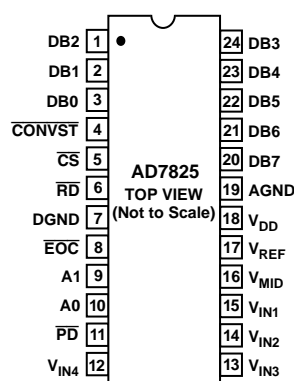 DB2 1
DB1 2
DB0 3
CONVST 4
CS 5
RD 6
DGND 7
EOC 8
A1 9
A0 10
PD 11
VIN4 12
AD7825
TOP VIEW
(Not to Scale)
24 DB3
23 DB4
22 DB5
21 DB6
20 DB7
19 AGND
18 VDD
17 VREF
16 VMID
15 VIN1
14 VIN2
13 VIN3